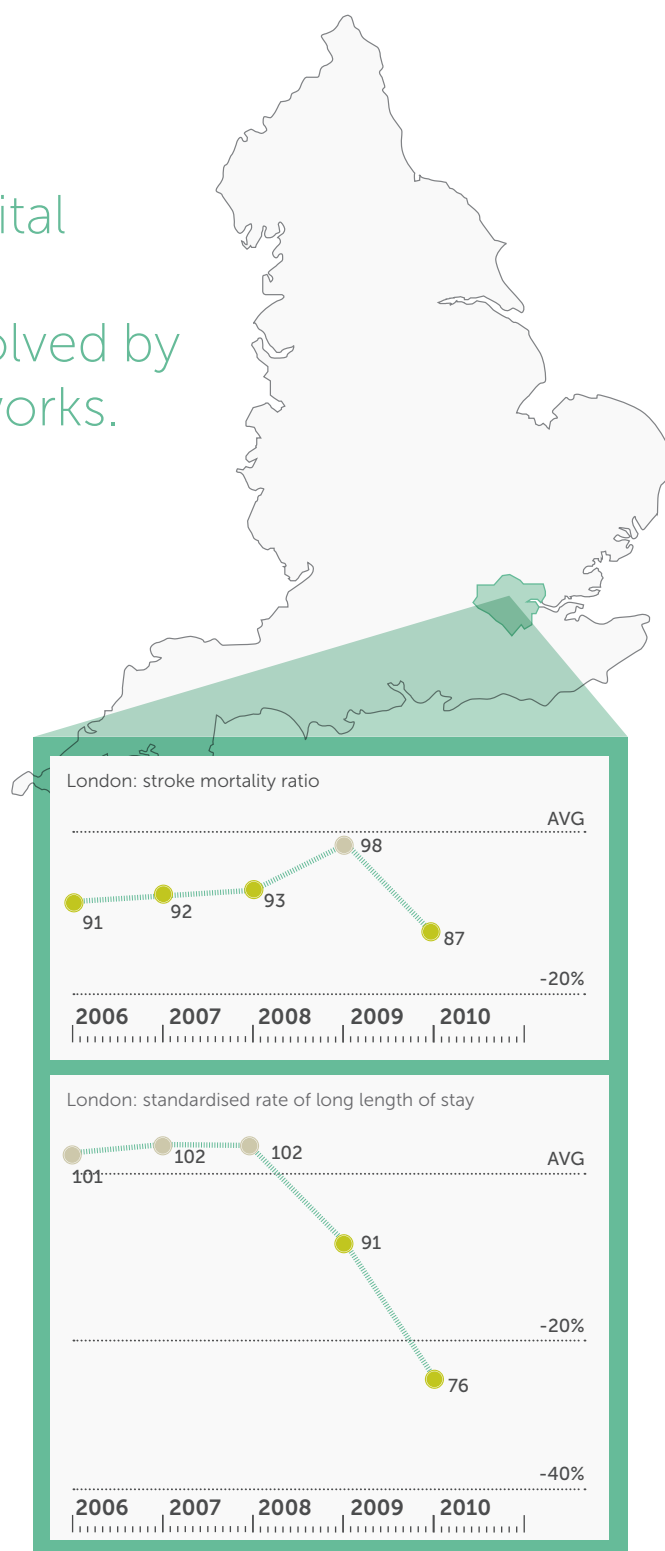 ital
olved by
works.
London: stroke mortality ratio
AVG
98
91
92
93
87
-20%
2006 2007 2008 2009 2010
London: standardised rate of long length of stay
102
102
AVG
101
91
-20%
76
-40%
2006 2007 2008 2009 2010